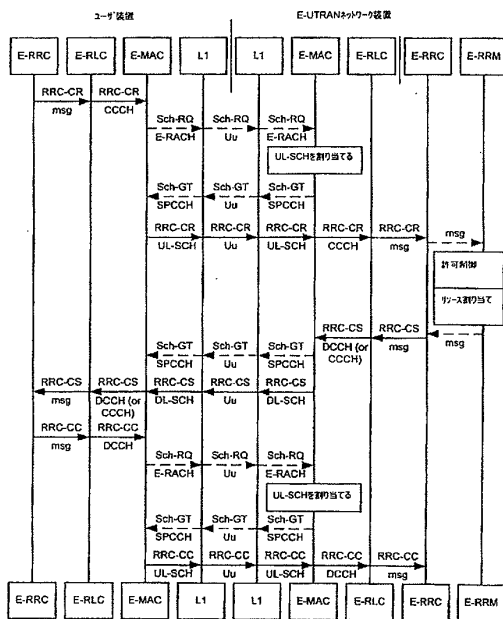 ユーザ装置 E-UTRANネットワーク装置
E-RRC E-RLC E-MAC L1 L1 E-MAC E-RLC E-RRC E-RRM
RRC-CR RRC-CR
msg CCCH
Sch-RQ Sch-RQ Sch-RQ
E-RACH Uu E-RACH
UL-SCHを割り当てる
Sch-GT Sch-GT Sch-GT
SPCCH Uu SPCCH
RRC-CR RRC-CR RRC-CR RRC-CR RRC-CR
UL-SCH Uu UL-SCH CCCH msg
msg
許可制御
リソース割り当て
RRC-CS RRC-CS
DCCH (or CCCH) msg
msg
Sch-GT Sch-GT Sch-GT
SPCCH Uu SPCCH
RRC-CS RRC-CS RRC-CS RRC-CS RRC-CS
msg DCCH (or CCCH) DL-SCH Uu DL-SCH
RRC-CC RRC-CC
msg DCCH
Sch-RQ Sch-RQ Sch-RQ
E-RACH Uu E-RACH
UL-SCHを割り当てる
Sch-GT Sch-GT Sch-GT
SPCCH Uu SPCCH
RRC-CC RRC-CC RRC-CC RRC-CC RRC-CC
UL-SCH Uu UL-SCH DCCH msg
E-RRC E-RLC E-MAC L1 L1 E-MAC E-RLC E-RRC E-RRM